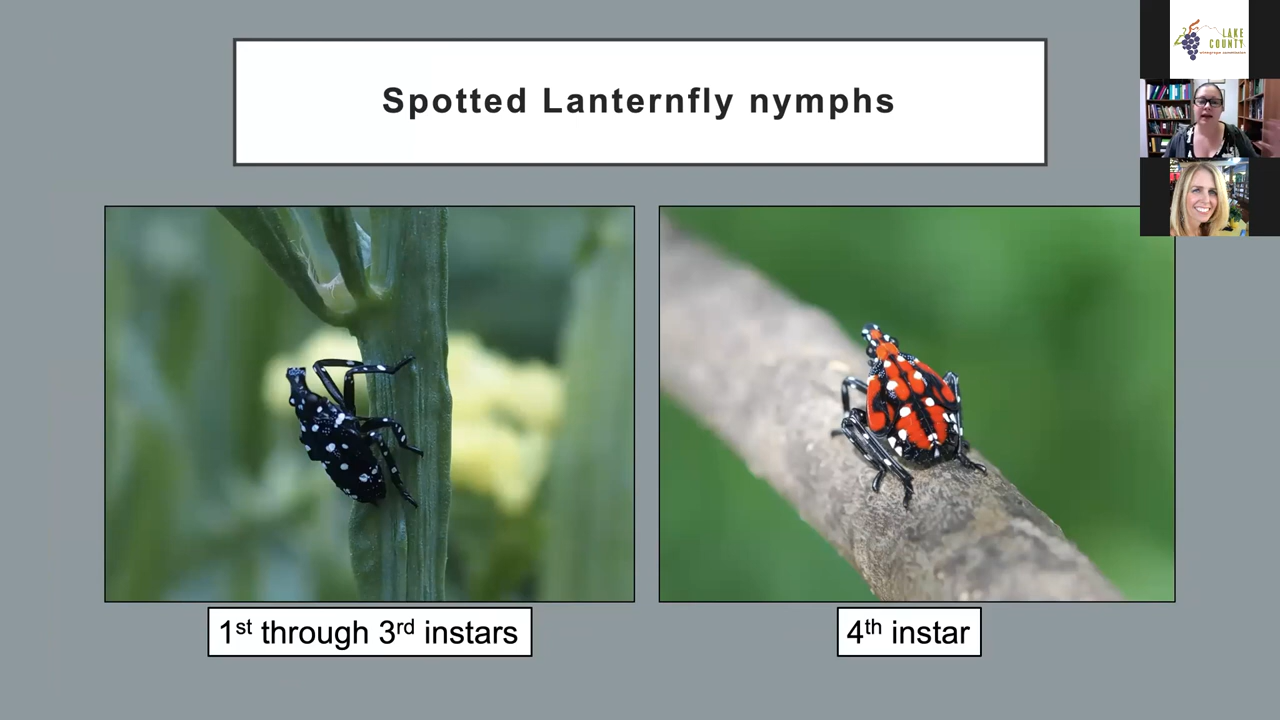 Spotted Lanternfly nymphs
LAKE
COUNTY
1st through 3rd instars
4th instar